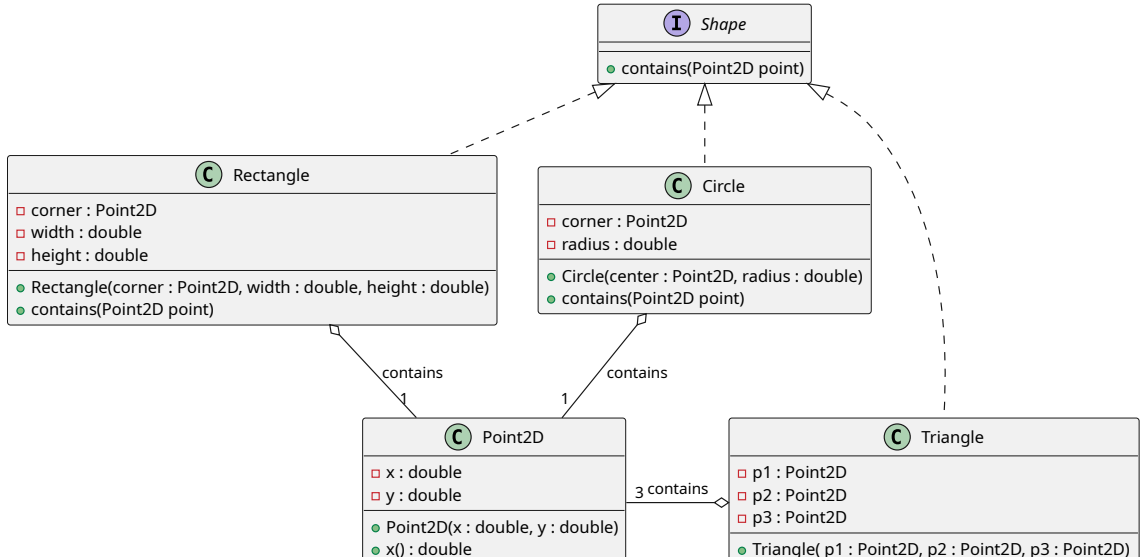 I Shape
contains(Point2D point)
C Rectangle
corner : Point2D
width : double
height : double
Rectangle(corner : Point2D, width : double, height : double)
contains(Point2D point)
C Circle
corner : Point2D
radius : double
Circle(center : Point2D, radius : double)
contains(Point2D point)
contains
1
contains
1
C Point2D
x : double
y : double
Point2D(x : double, y : double)
x() : double
3 contains
C Triangle
p1 : Point2D
p2 : Point2D
p3 : Point2D
Triangle( p1 : Point2D, p2 : Point2D, p3 : Point2D)